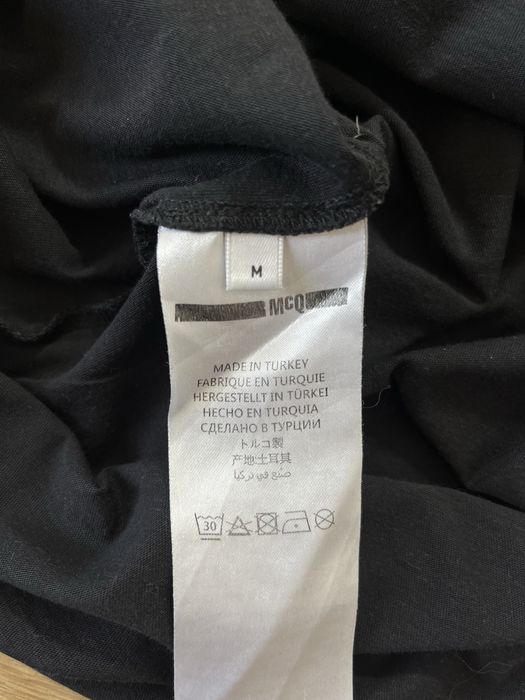 M
McQ
MADE IN TURKEY
FABRIQUE EN TURQUIE
HERGESTELLT IN TÜRKEI
HECHO EN TURQUIA
СДЕЛАНО В ТУРЦИИ
トルコ製
产地:土耳其
صنع في تركيا
30